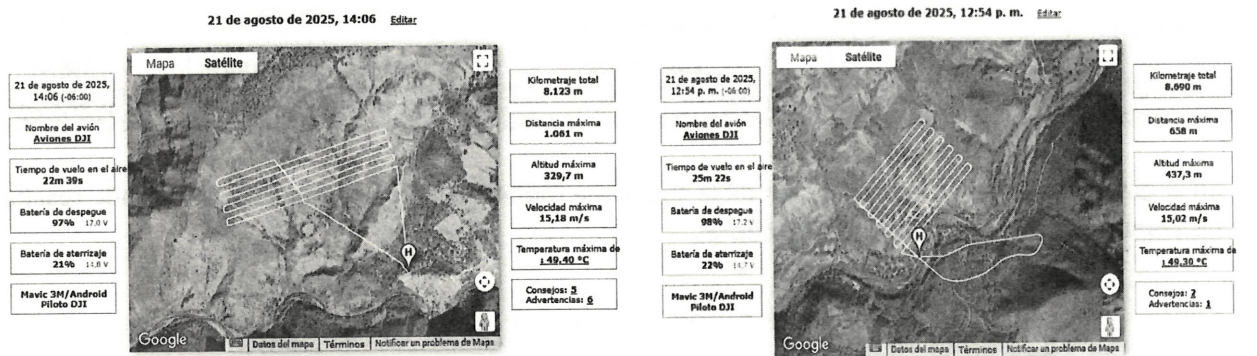 21 de agosto de 2025, 14:06 Editar
Mapa Satélite
21 de agosto de 2025,
14:06 (-06:00)
Nombre del avión
Aviones DJI
Tiempo de vuelo en el aire
22m 39s
Batería de despegue
97% 17,0 V
Batería de aterrizaje
21% 14,8 V
Mavic 3M/Android
Piloto DJI
H
Google
Datos del mapa Términos Notificar un problema de Maps
Kilometraje total
8.123 m
Distancia máxima
1.061 m
Altitud máxima
329,7 m
Velocidad máxima
15,18 m/s
Temperatura máxima de
: 49,40 °C
Consejos: 5
Advertencias: 6
21 de agosto de 2025, 12:54 p. m. Editar
Mapa Satélite
21 de agosto de 2025,
12:54 p. m. (-06:00)
Nombre del avión
Aviones DJI
Tiempo de vuelo en el aire
25m 22s
Batería de despegue
98% 17,2 V
Batería de aterrizaje
22% 14,7 V
Mavic 3M/Android
Piloto DJI
H
Google
Datos del mapa Términos Notificar un problema de Maps
Kilometraje total
8.690 m
Distancia máxima
658 m
Altitud máxima
437,3 m
Velocidad máxima
15,02 m/s
Temperatura máxima de
: 49,30 °C
Consejos: 2
Advertencias: 1